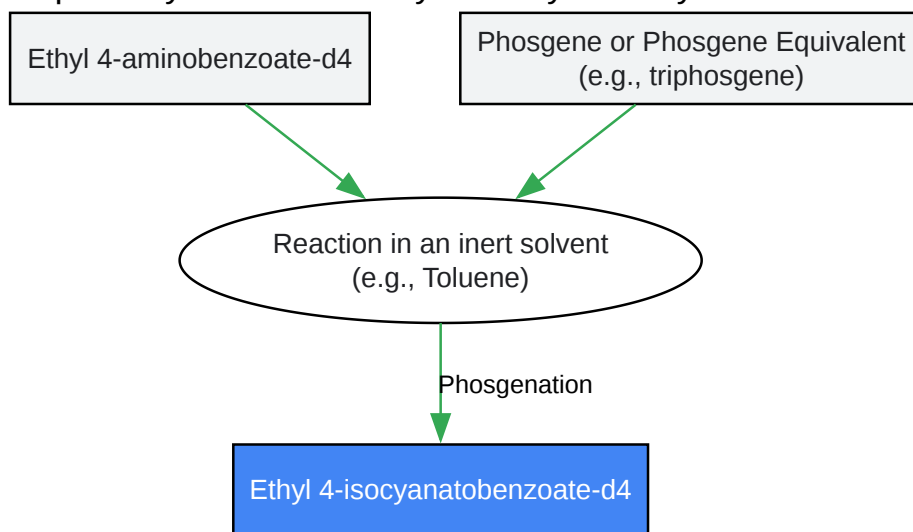 Ethyl 4-aminobenzoate-d4
Phosgene or Phosgene Equivalent
(e.g., triphosgene)
Reaction in an inert solvent
(e.g., Toluene)
Phosgenation
Ethyl 4-isocyanatobenzoate-d4